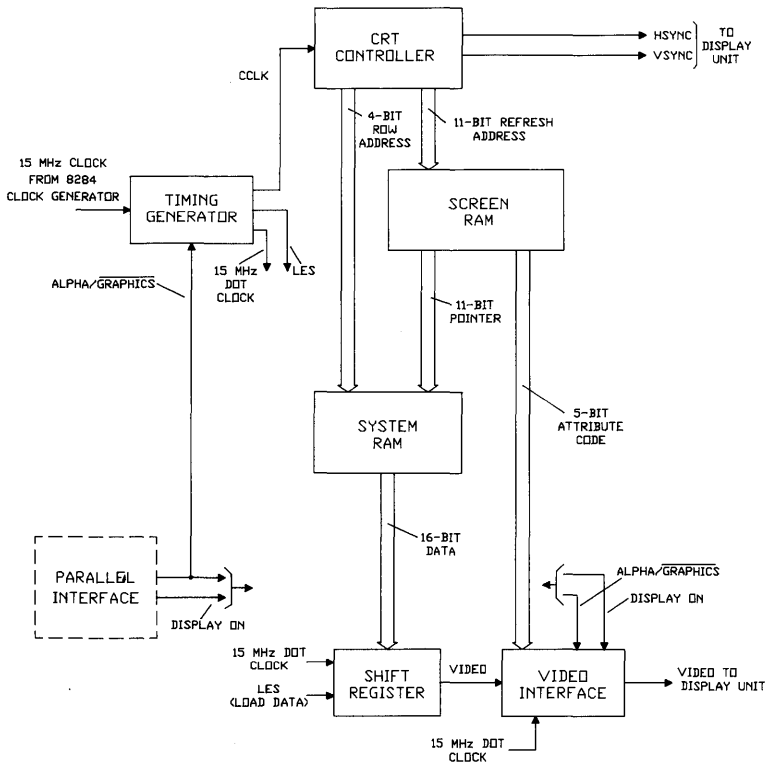 CRT
CONTROLLER
HSYNC
VSYNC
TO
DISPLAY
UNIT
CCLK
4-BIT
ROW
ADDRESS
11-BIT REFRESH
ADDRESS
15 MHz CLOCK
FROM 8284
CLOCK GENERATOR
TIMING
GENERATOR
SCREEN
RAM
15 MHz
DOT
CLOCK
LES
ALPHA/GRAPHICS
11-BIT
POINTER
SYSTEM
RAM
5-BIT
ATTRIBUTE
CODE
16-BIT
DATA
PARALLEL
INTERFACE
DISPLAY ON
ALPHA/GRAPHICS
DISPLAY ON
15 MHz DOT
CLOCK
LES
(LOAD DATA)
SHIFT
REGISTER
VIDEO
VIDEO
INTERFACE
VIDEO TO
DISPLAY UNIT
15 MHz DOT
CLOCK